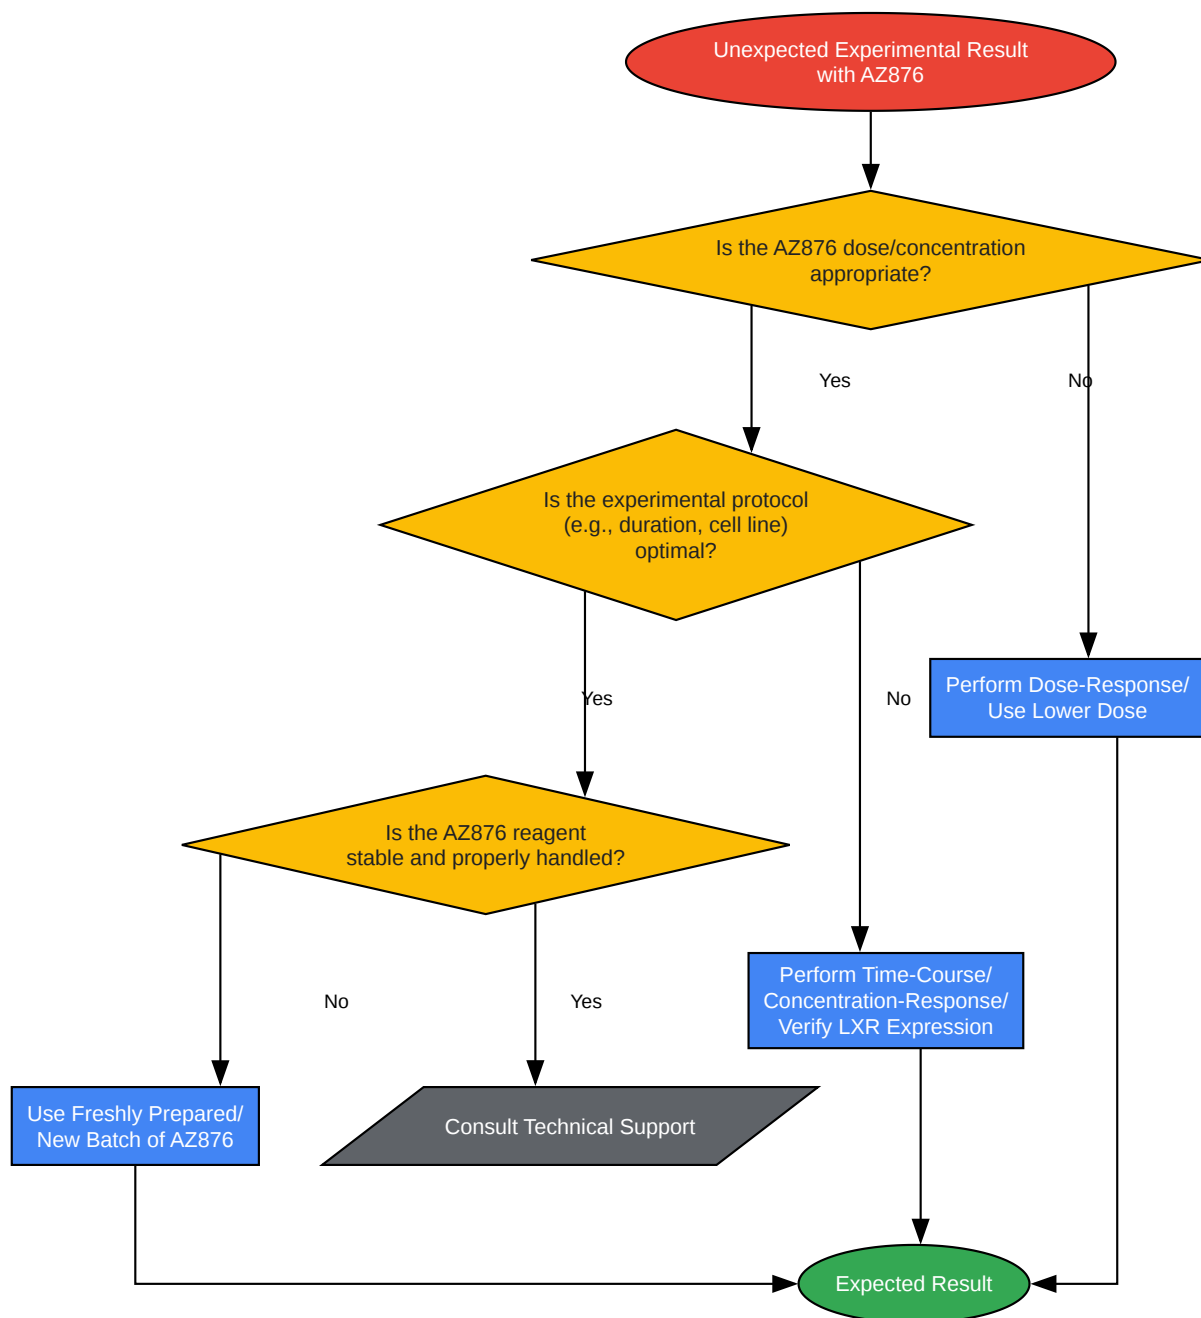 Unexpected Experimental Result
with AZ876
Is the AZ876 dose/concentration
appropriate?
Yes
No
Is the experimental protocol
(e.g., duration, cell line)
optimal?
Yes
No
Perform Dose-Response/
Use Lower Dose
Is the AZ876 reagent
stable and properly handled?
No
Yes
Perform Time-Course/
Concentration-Response/
Verify LXR Expression
Use Freshly Prepared/
New Batch of AZ876
Consult Technical Support
Expected Result